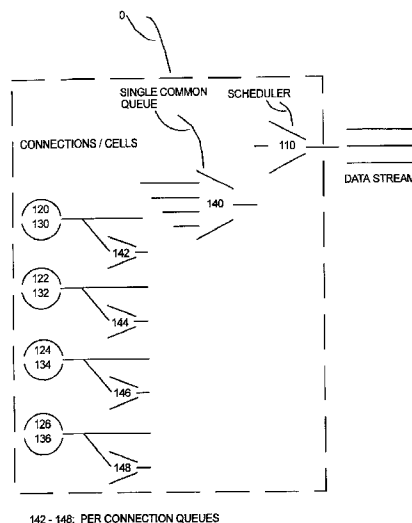 0
SINGLE COMMON
QUEUE
SCHEDULER
CONNECTIONS / CELLS
110
DATA STREAM
140
120
130
142
122
132
144
124
134
146
126
136
148
142 - 148: PER CONNECTION QUEUES